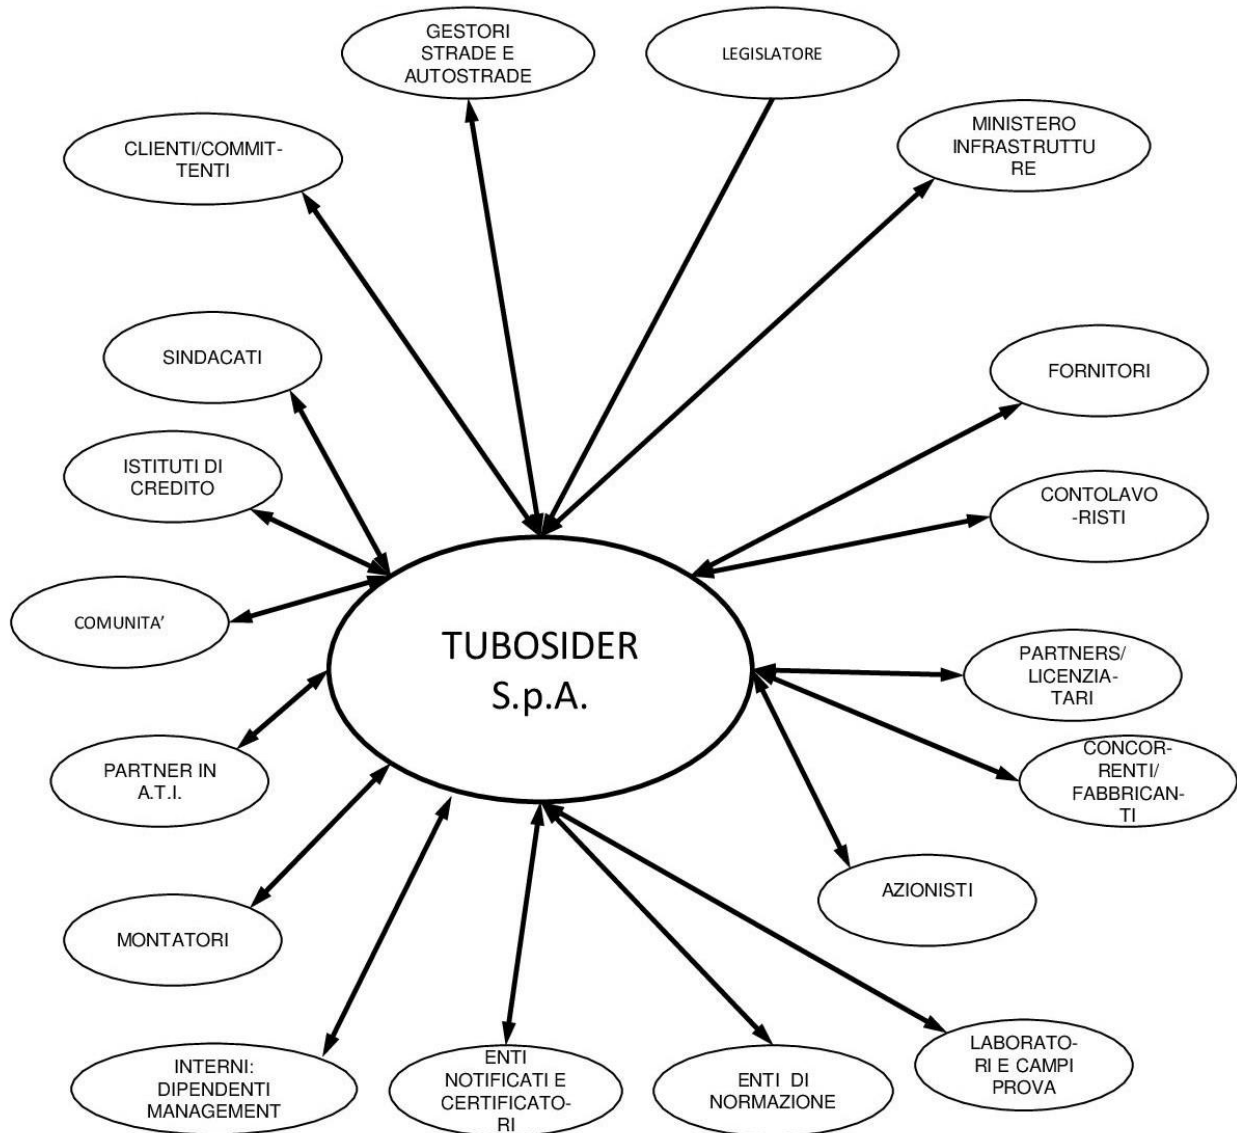 GESTORI
STRADE E
AUTOSTRADE
LEGISLATORE
CLIENTI/COMMIT-
TENTI
MINISTERO
INFRASTRUTTU
RE
SINDACATI
FORNITORI
ISTITUTI DI
CREDITO
CONTOLAVO
-RISTI
COMUNITA’
TUBOSIDER
S.p.A.
PARTNERS/
LICENZIA-
TARI
PARTNER IN
A.T.I.
CONCOR-
RENTI/
FABBRICAN-
TI
AZIONISTI
MONTATORI
INTERNI:
DIPENDENTI
MANAGEMENT
ENTI
NOTIFICATI E
CERTIFICATO-
RI
ENTI DI
NORMAZIONE
LABORATO-
RI E CAMPI
PROVA